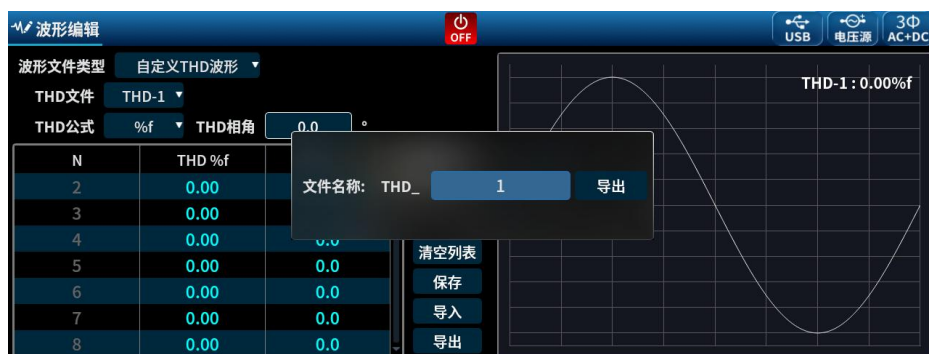 波形编辑
OFF
USB
电压源
3Φ
AC+DC
波形文件类型 自定义THD波形
THD文件 THD-1
THD公式 %f THD相角 0.0 °
THD-1 : 0.00%f
N THD %f
文件名称: THD_ 1 导出
2 0.00
3 0.00
4 0.00 0.0
清空列表
5 0.00 0.0
保存
6 0.00 0.0
导入
7 0.00 0.0
导出
8 0.00 0.0